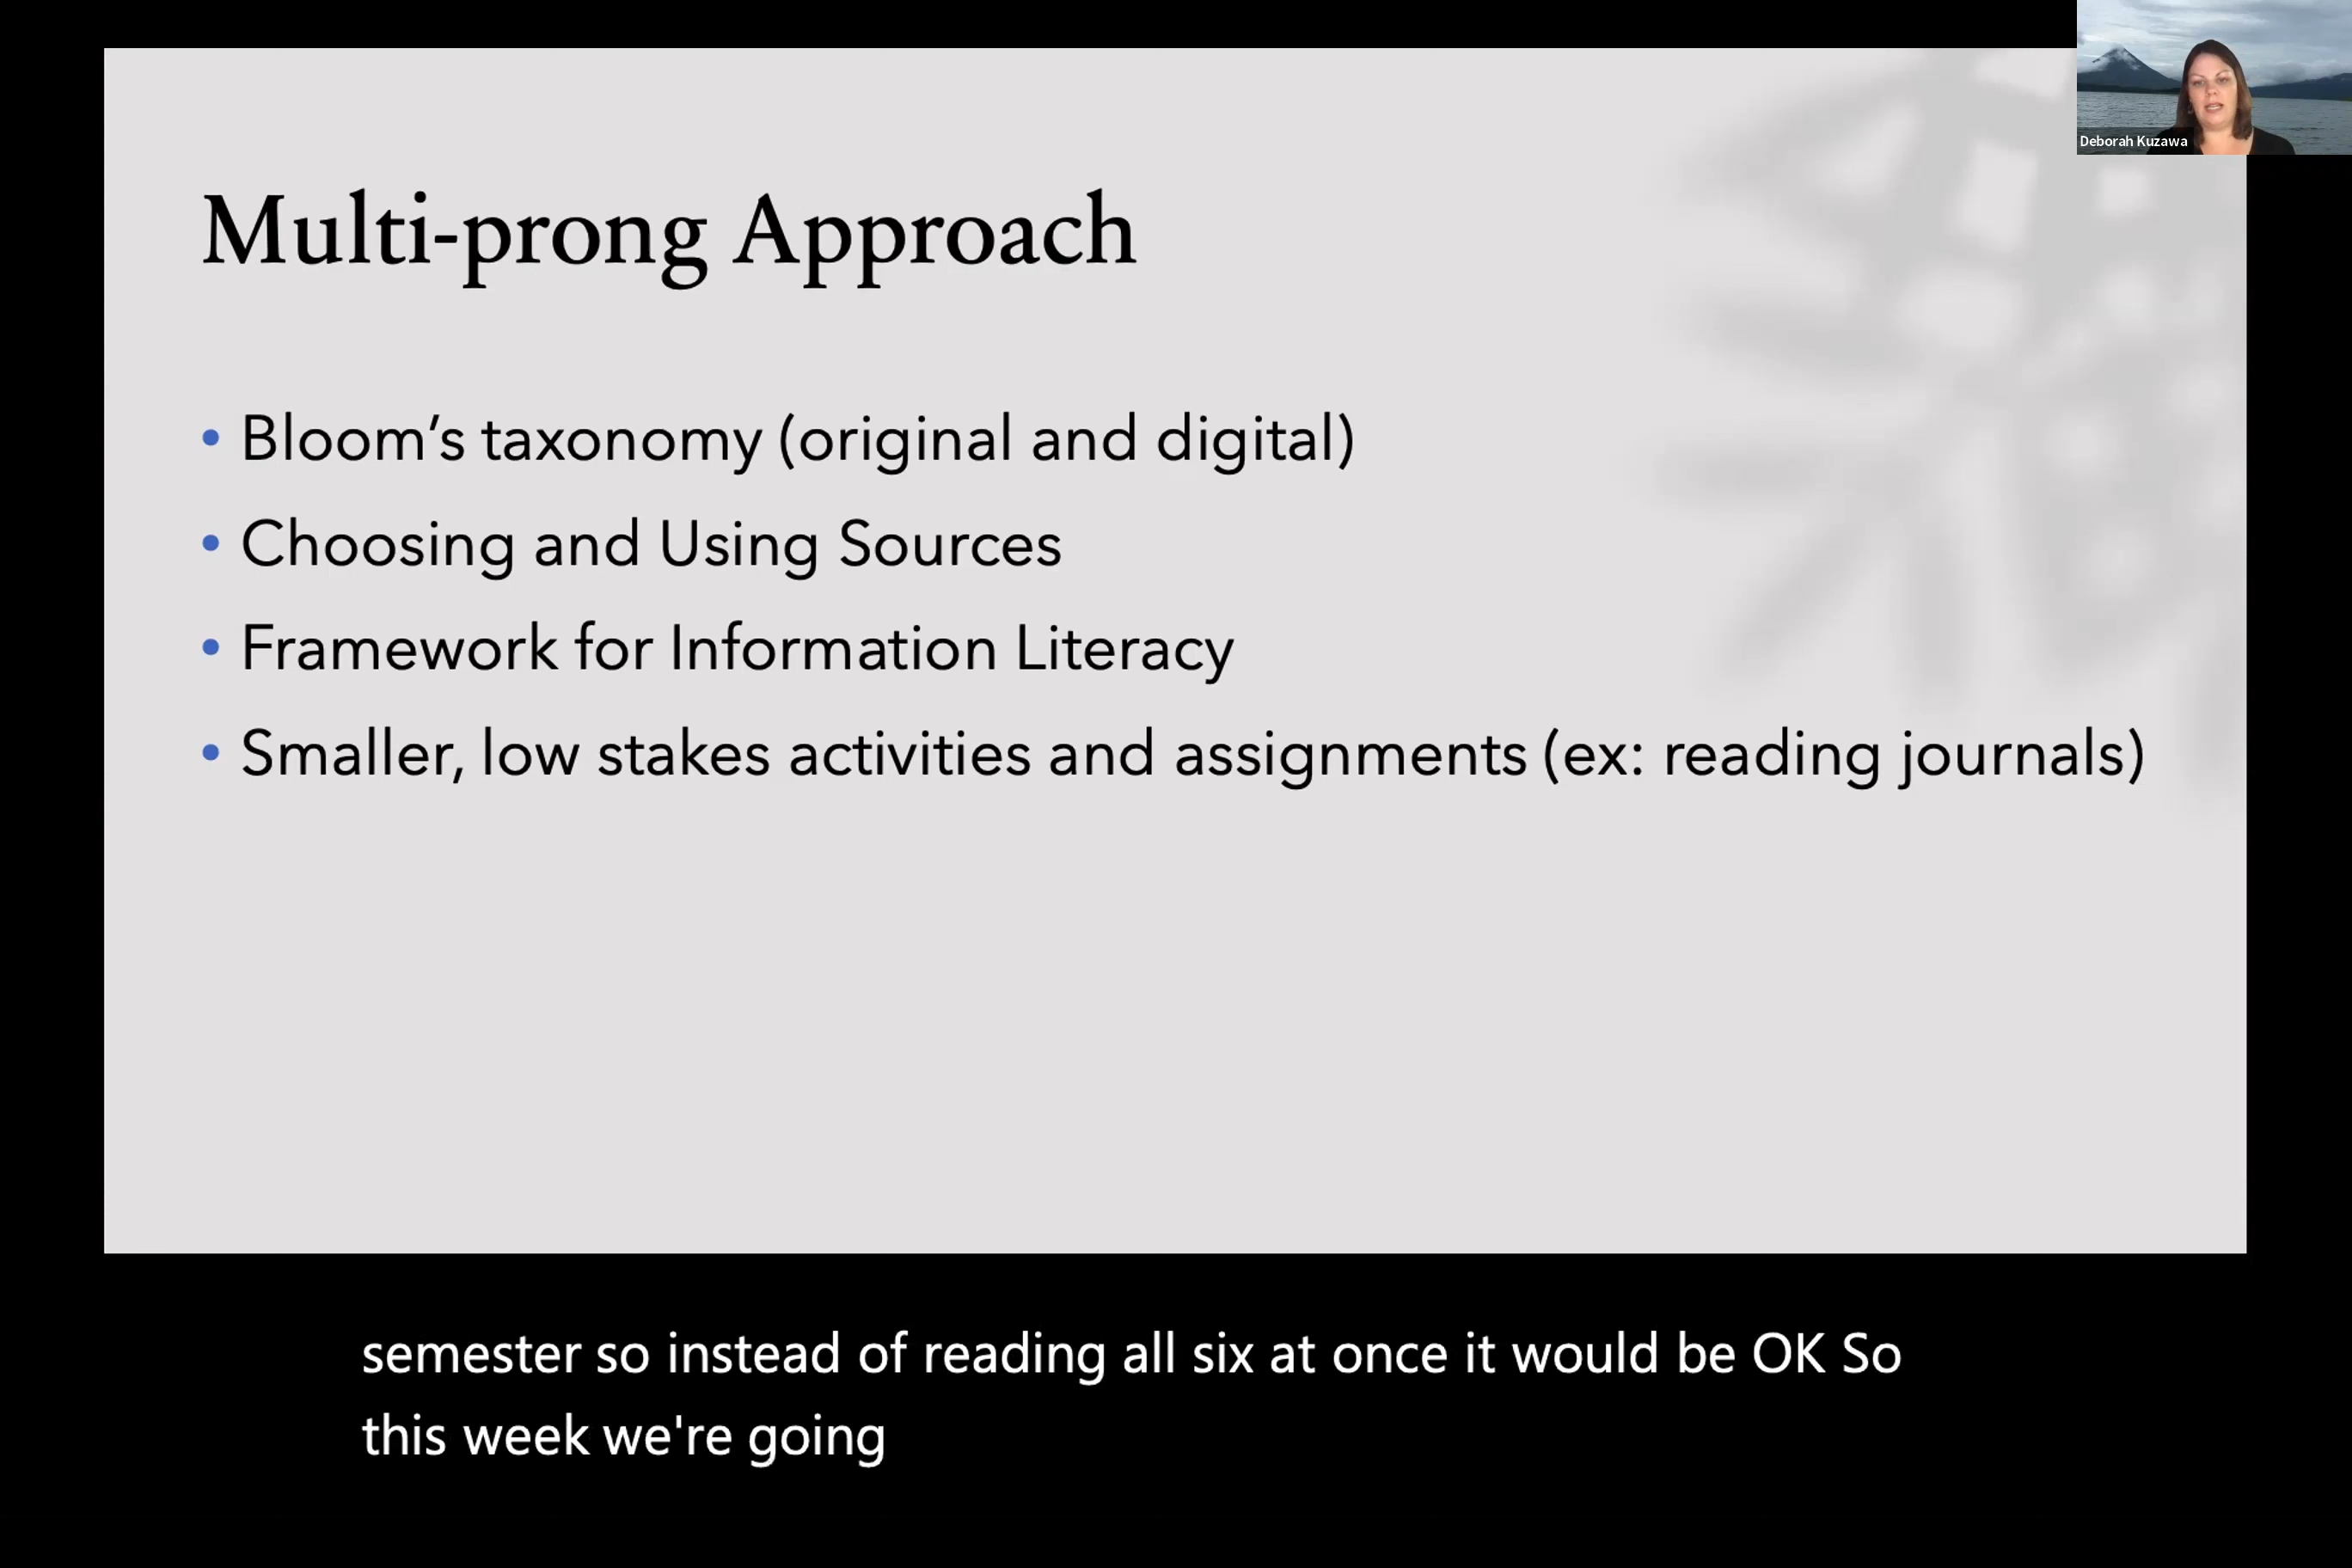 Deborah Kuzawa
Multi-prong Approach
• Bloom’s taxonomy (original and digital)
• Choosing and Using Sources
• Framework for Information Literacy
• Smaller, low stakes activities and assignments (ex: reading journals)
semester so instead of reading all six at once it would be OK So
this week we're going